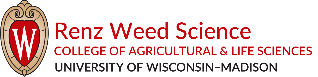 W
Renz Weed Science
COLLEGE OF AGRICULTURAL & LIFE SCIENCES
UNIVERSITY OF WISCONSIN–MADISON